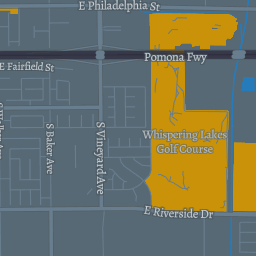 E Philadelphia St
Pomona Fwy
E Fairfield St
S Baker Ave
S Vineyard Ave
Whispering Lakes
Golf Course
E Riverside Dr